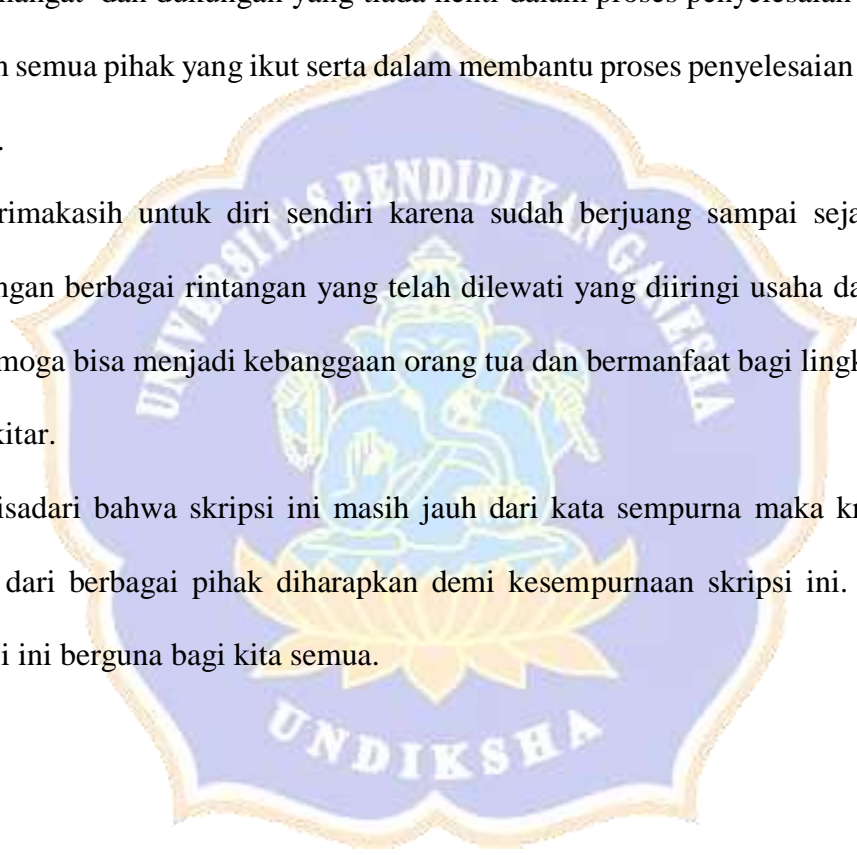 dan dukungan yang tiada henti dalam proses penyelesaian
semua pihak yang ikut serta dalam membantu proses penyelesaian
.
rimakasih untuk diri sendiri karena sudah berjuang sampai seja
ngan berbagai rintangan yang telah dilewati yang diiringi usaha da
moga bisa menjadi kebanggaan orang tua dan bermanfaat bagi lingk
kitar.
isadari bahwa skripsi ini masih jauh dari kata sempurna maka kr
dari berbagai pihak diharapkan demi kesempurnaan skripsi ini.
i ini berguna bagi kita semua.
UNIVERSITAS PENDIDIKAN GANESHA
UNDIKSHA